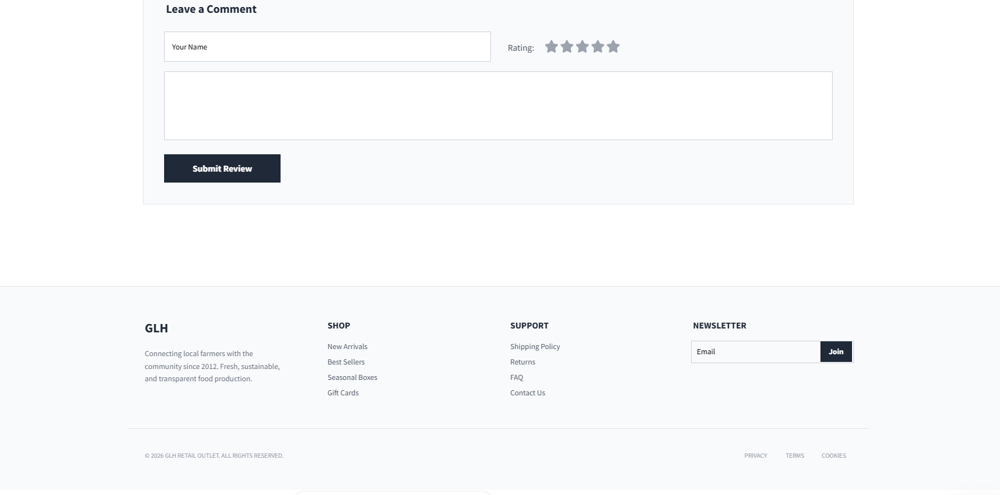 Leave a Comment
Your Name
Rating:
Submit Review
GLH
Connecting local farmers with the
community since 2012. Fresh, sustainable,
and transparent food production.
SHOP
New Arrivals
Best Sellers
Seasonal Boxes
Gift Cards
SUPPORT
Shipping Policy
Returns
FAQ
Contact Us
NEWSLETTER
Email
Join
© 2026 GLH RETAIL OUTLET. ALL RIGHTS RESERVED.
PRIVACY
TERMS
COOKIES